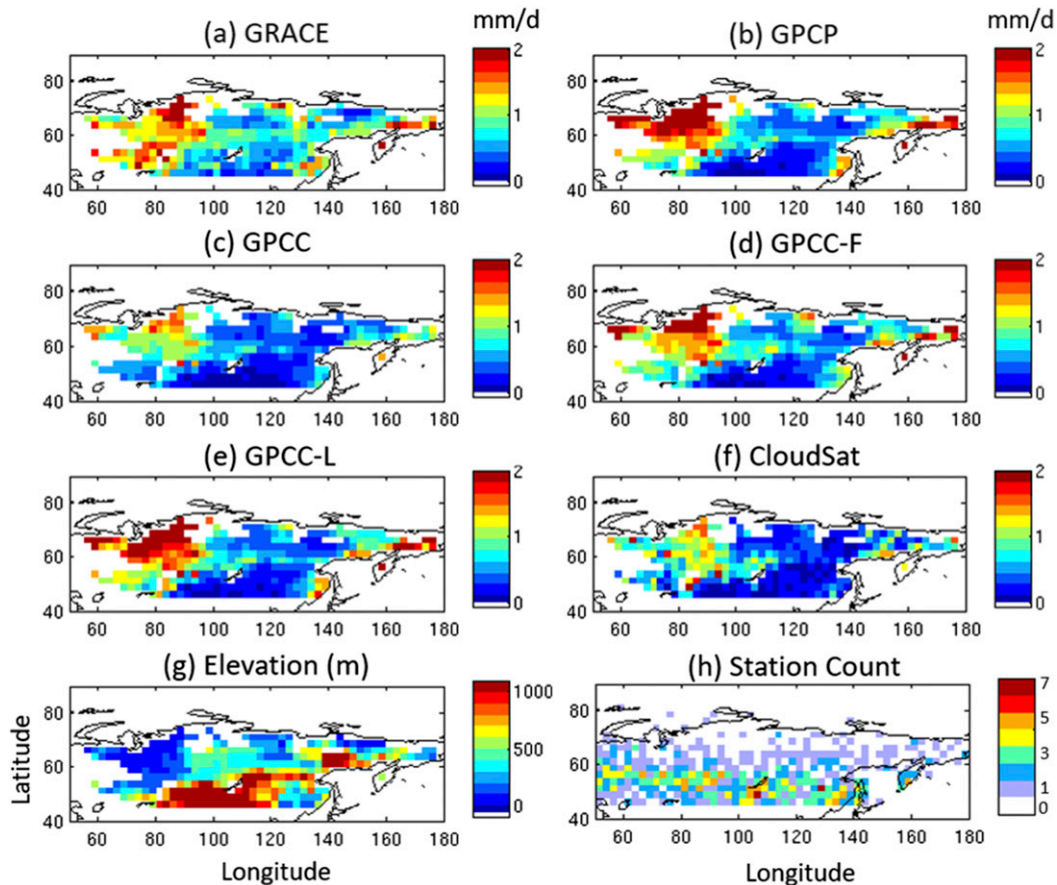 mm/d mm/d
(a) GRACE (b) GPCP
2 2
80
1 60 1
0 40 0
60 80 100 120 140 160 180 60 80 100 120 140 160 180
(c) GPCC (d) GPCC-F
2 2
80 80
1 60 60 1
0 40 40 0
60 80 100 120 140 160 180 60 80 100 120 140 160 180
(e) GPCC-L (f) CloudSat
2 2
80 80
1 60 60 1
0 40 40 0
60 80 100 120 140 160 180 60 80 100 120 140 160 180
(g) Elevation (m) (h) Station Count
1000 7
80 80
5
500 60 60 3
1
0 40 40 0
60 80 100 120 140 160 180 60 80 100 120 140 160 180
Latitude
Longitude Longitude